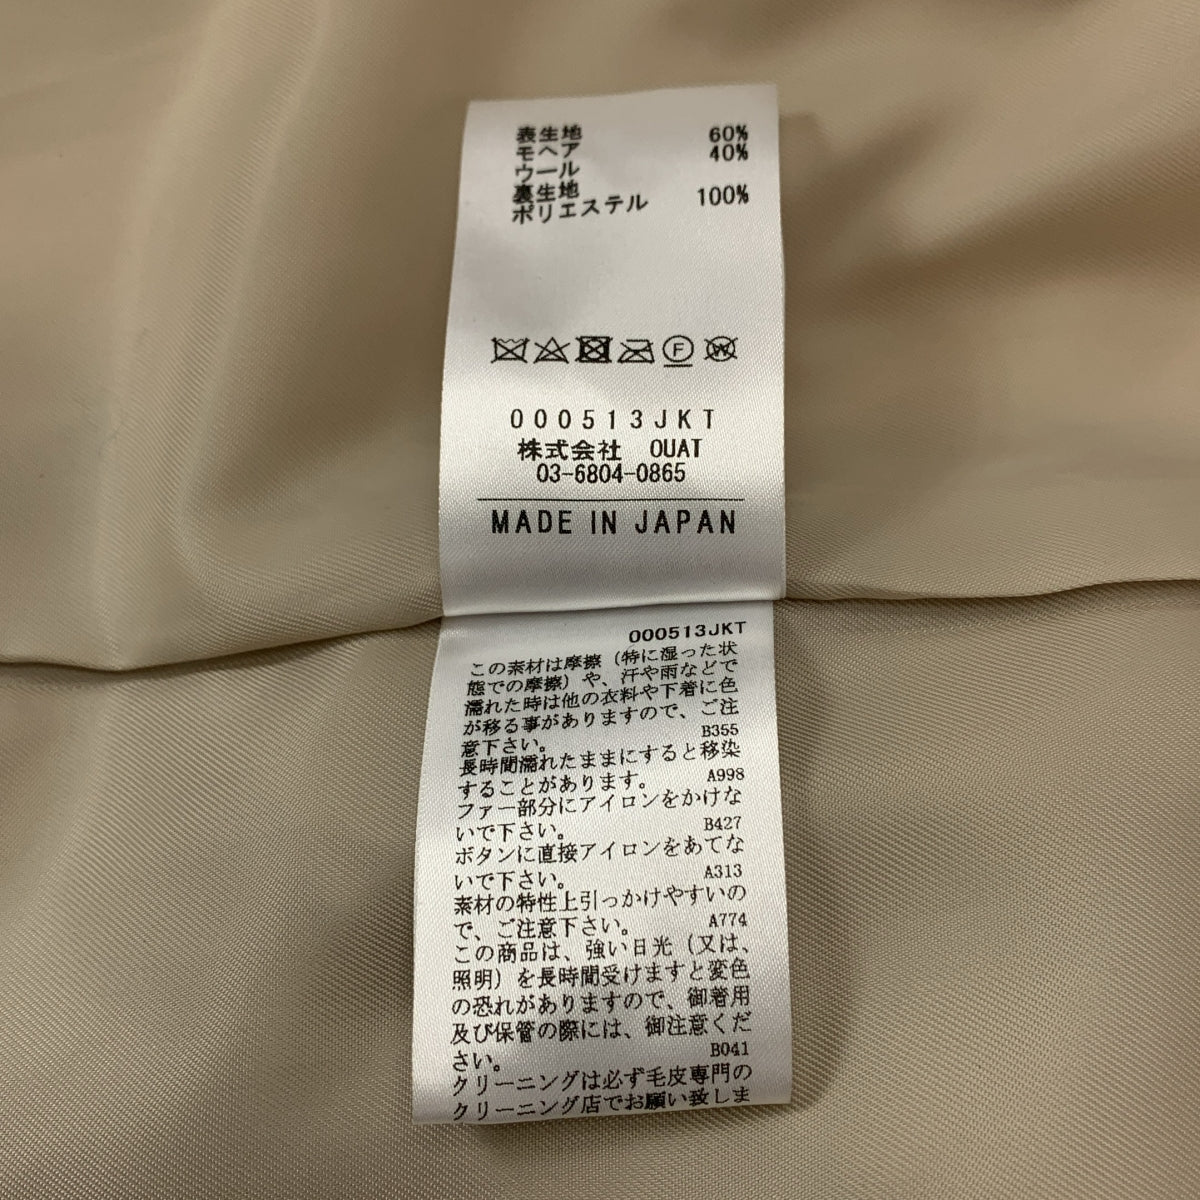 表生地
モヘア 60%
ウール 40%
裏生地
ポリエステル 100%
F W
000513JKT
株式会社 OUAT
03-6804-0865
MADE IN JAPAN
000513JKT
この素材は摩擦（特に湿った状
態での摩擦）や、汗や雨などで
濡れた時は他の衣料や下着に色
が移る事がありますので、ご注
意下さい。 B355
長時間濡れたままにすると移染
することがあります。 A998
ファー部分にアイロンをかけな
いで下さい。 B427
ボタンに直接アイロンをあてな
いで下さい。 A313
素材の特性上引っかけやすいの
で、ご注意下さい。 A774
この商品は、強い日光（又は、
照明）を長時間受けますと変色
の恐れがありますので、御着用
及び保管の際には、御注意くだ
さい。 B041
クリーニングは必ず毛皮専門の
クリーニング店でお願い致しま